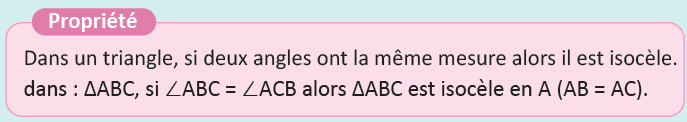 Propriété
Dans un triangle, si deux angles ont la même mesure alors il est isocèle.
dans : ΔABC, si ∠ABC = ∠ACB alors ΔABC est isocèle en A (AB = AC).